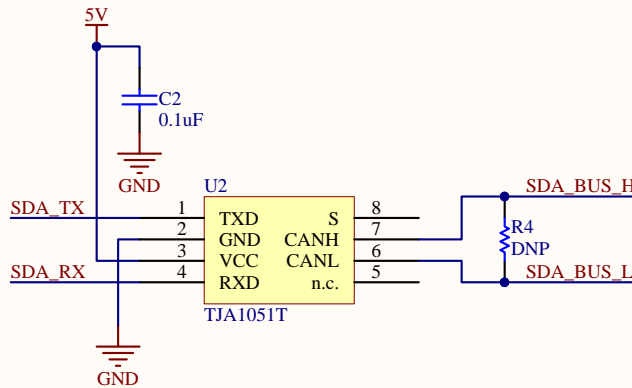 5V
C2
0.1uF
GND
U2
SDA_TX
1
TXD
S
8
SDA_BUS_H
2
GND
CANH
7
R4
3
VCC
CANL
6
DNP
SDA_RX
4
RXD
n.c.
5
SDA_BUS_L
TJA1051T
GND